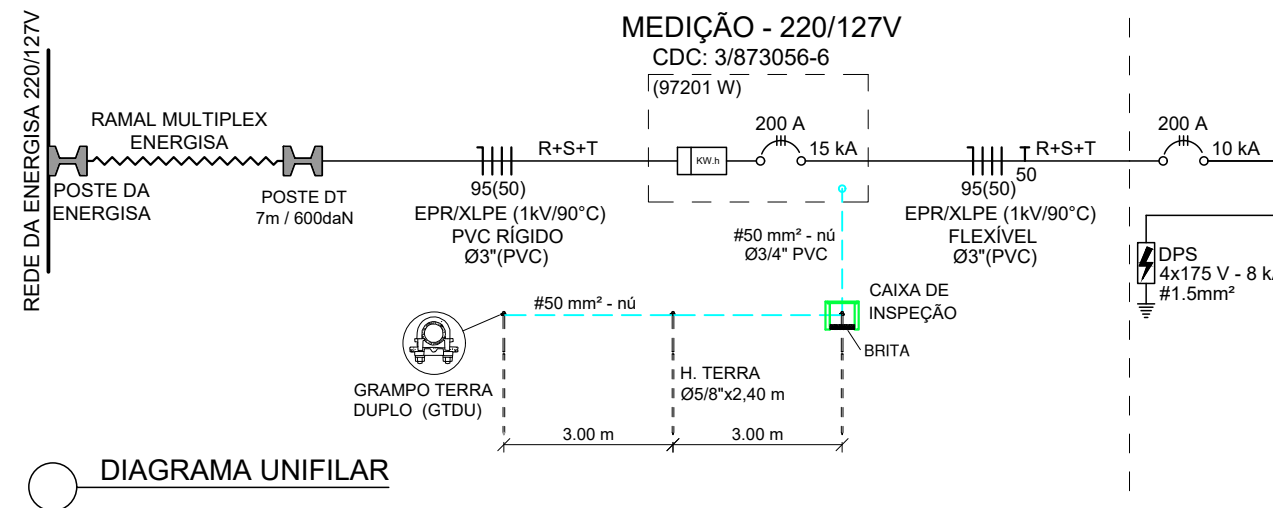 REDE DA ENERGISA 220/127V
MEDIÇÃO - 220/127V
CDC: 3/873056-6
(97201 W)
RAMAL MULTIPLEX
ENERGISA
POSTE DA
ENERGISA
POSTE DT
7m / 600daN
R+S+T
95(50)
EPR/XLPE (1kV/90°C)
PVC RÍGIDO
Ø3"(PVC)
KW.h
200 A
15 kA
R+S+T
50
95(50)
EPR/XLPE (1kV/90°C)
FLEXÍVEL
Ø3"(PVC)
200 A
10 kA
DPS
4x175 V - 8 k
#1.5mm²
#50 mm² - nú
Ø3/4" PVC
#50 mm² - nú
CAIXA DE
INSPEÇÃO
BRITA
GRAMPO TERRA
DUPLO (GTDU)
H. TERRA
Ø5/8"x2,40 m
3.00 m
3.00 m
DIAGRAMA UNIFILAR